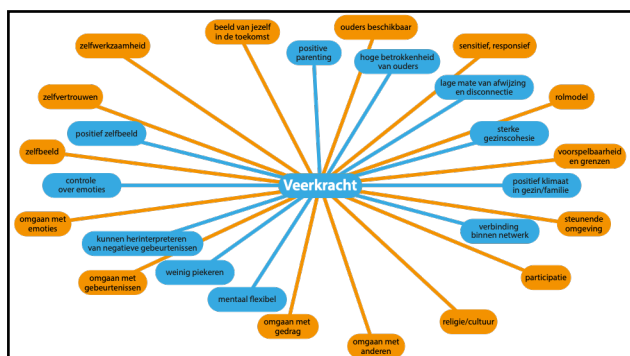 beeld van jezelf
in de toekomst
ouders beschikbaar
zelfwerkzaamheid
positive
parenting
hoge betrokkenheid
van ouders
sensitief, responsief
lage mate van afwijzing
en disconnectie
zelfvertrouwen
rolmodel
positief zelfbeeld
sterke
gezinscohesie
zelfbeeld
voorspelbaarheid
en grenzen
controle
over emoties
Veerkracht
positief klimaat
in gezin/familie
omgaan met
emoties
steunende
omgeving
kunnen herinterpreteren
van negatieve gebeurtenissen
verbinding
binnen netwerk
omgaan met
gebeurtenissen
weinig piekeren
participatie
mentaal flexibel
omgaan met
gedrag
religie/cultuur
omgaan met
anderen